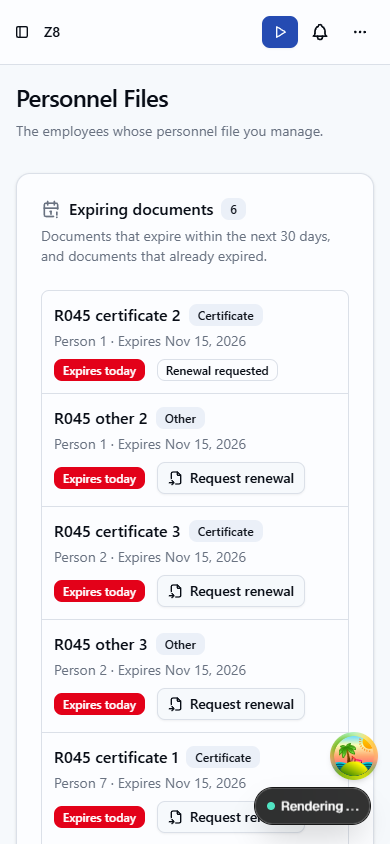 Z8
Personnel Files
The employees whose personnel file you manage.
Expiring documents 6
Documents that expire within the next 30 days,
and documents that already expired.
R045 certificate 2 Certificate
Person 1 · Expires Nov 15, 2026
Expires today Renewal requested
R045 other 2 Other
Person 1 · Expires Nov 15, 2026
Expires today Request renewal
R045 certificate 3 Certificate
Person 2 · Expires Nov 15, 2026
Expires today Request renewal
R045 other 3 Other
Person 2 · Expires Nov 15, 2026
Expires today Request renewal
R045 certificate 1 Certificate
Person 7 · Expires Nov 15, 2026
Expires today Request
Rendering ...